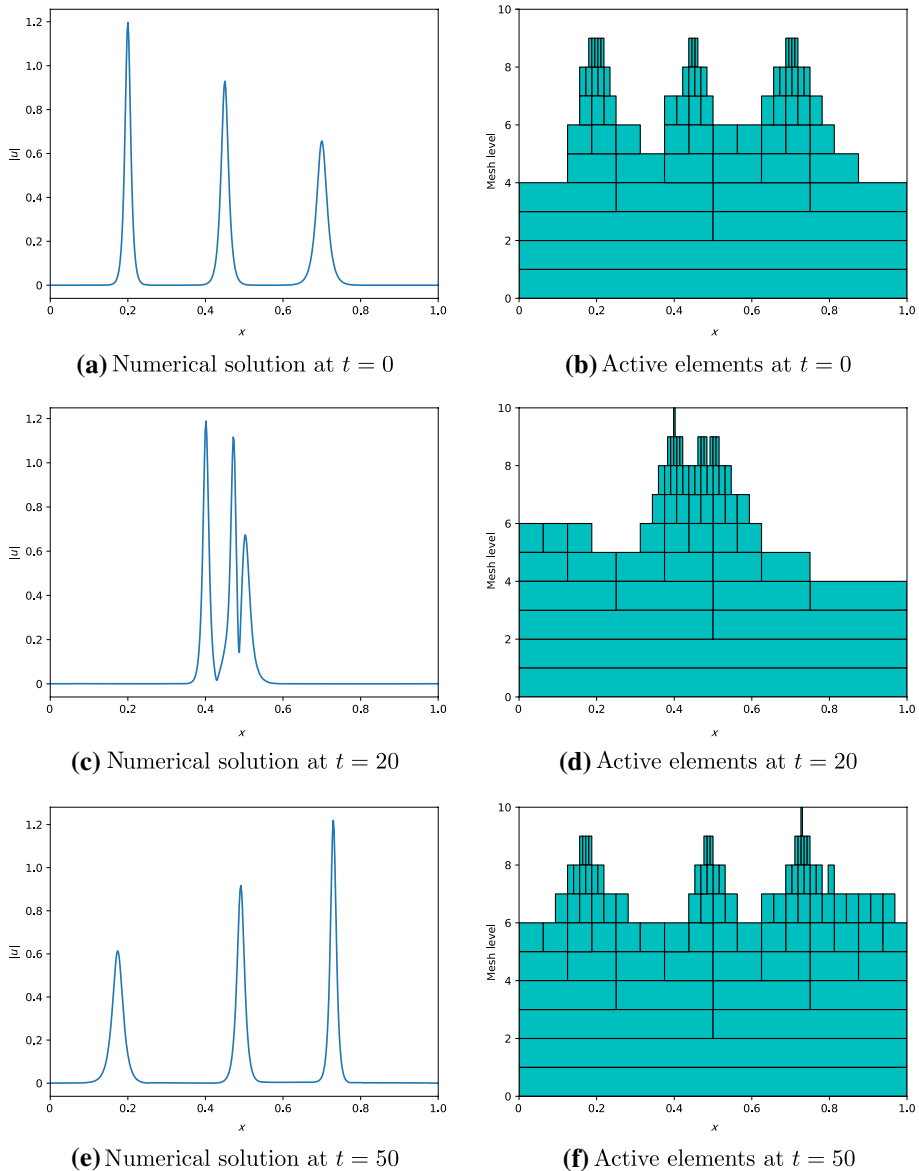 1.2
1.0
0.8
0.6
0.4
0.2
0
|u|
0 0.2 0.4 0.6 0.8 1.0
x
(a) Numerical solution at t = 0
10
8
6
4
2
0
Mesh level
0 0.2 0.4 0.6 0.8 1.0
x
(b) Active elements at t = 0
1.2
1.0
0.8
0.6
0.4
0.2
0
|u|
0 0.2 0.4 0.6 0.8 1.0
x
(c) Numerical solution at t = 20
10
8
6
4
2
0
Mesh level
0 0.2 0.4 0.6 0.8 1.0
x
(d) Active elements at t = 20
1.2
1.0
0.8
0.6
0.4
0.2
0
|u|
0 0.2 0.4 0.6 0.8 1.0
x
(e) Numerical solution at t = 50
10
8
6
4
2
0
Mesh level
0 0.2 0.4 0.6 0.8 1.0
x
(f) Active elements at t = 50